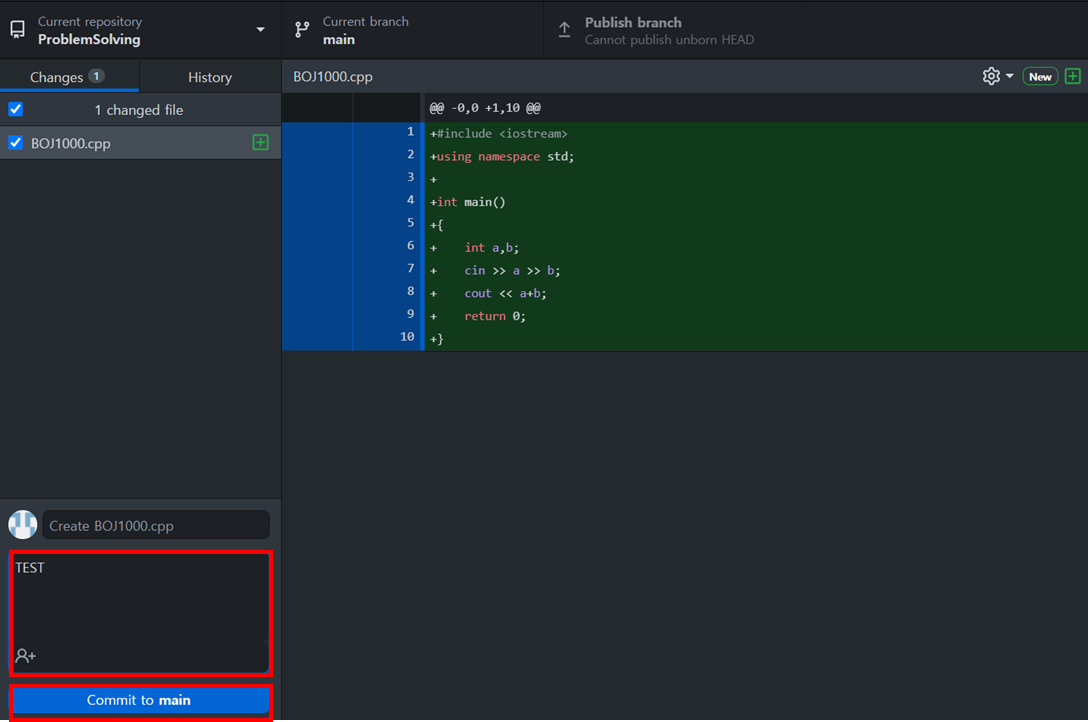 Current repository
ProblemSolving
Current branch
main
Publish branch
Cannot publish unborn HEAD
Changes 1
History
1 changed file
BOJ1000.cpp
BOJ1000.cpp
New
@@ -0,0 +1,10 @@
1 +#include <iostream>
2 +using namespace std;
3 +
4 +int main()
5 +{
6 +    int a,b;
7 +    cin >> a >> b;
8 +    cout << a+b;
9 +    return 0;
10 +}
Create BOJ1000.cpp
TEST
Commit to main